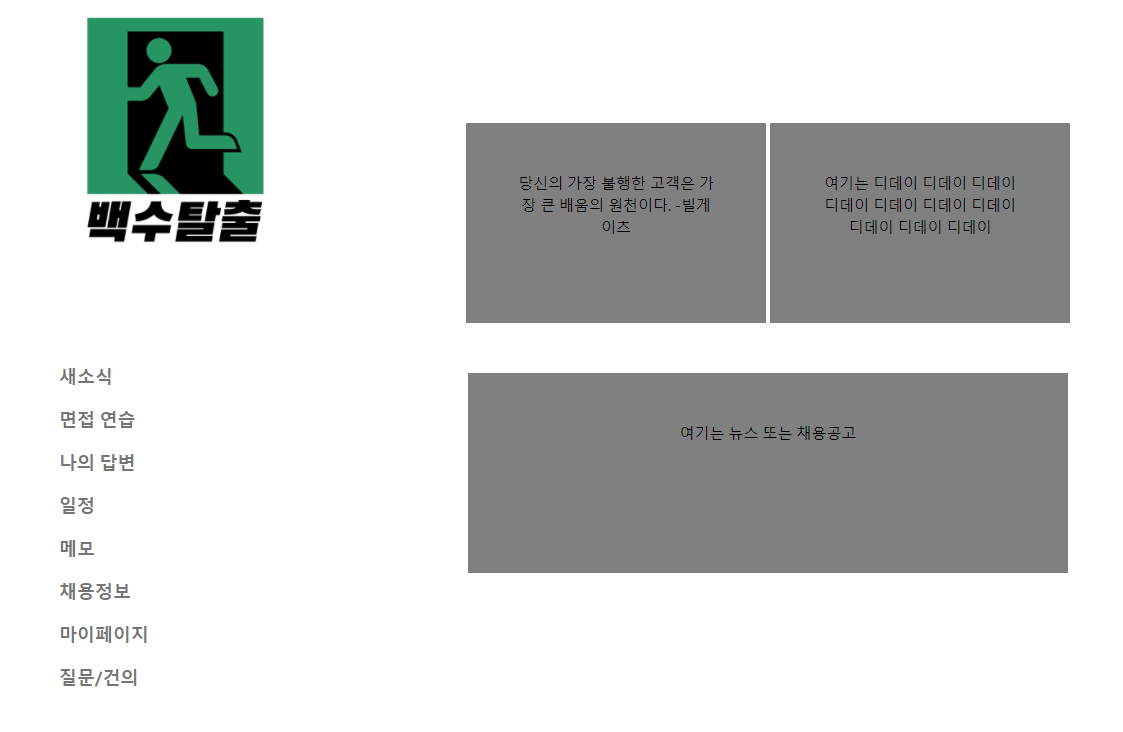 백수탈출
당신의 가장 불행한 고객은 가
장 큰 배움의 원천이다. -빌게
이츠
여기는 디데이 디데이 디데이
디데이 디데이 디데이 디데이
디데이 디데이 디데이
여기는 뉴스 또는 채용공고
새소식
면접 연습
나의 답변
일정
메모
채용정보
마이페이지
질문/건의